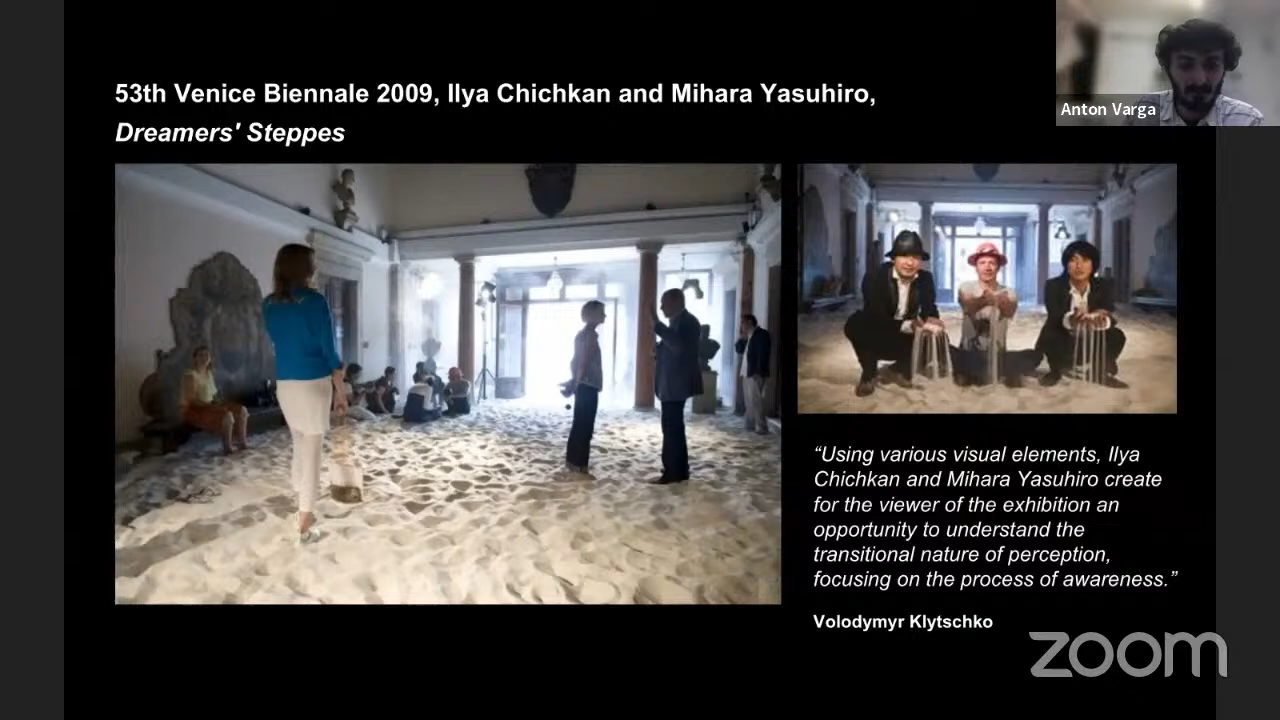 53th Venice Biennale 2009, Ilya Chichkan and Mihara Yasuhiro,
Dreamers' Steppes
Anton Varga
“Using various visual elements, Ilya
Chichkan and Mihara Yasuhiro create
for the viewer of the exhibition an
opportunity to understand the
transitional nature of perception,
focusing on the process of awareness.”
Volodymyr Klytschko
zoom